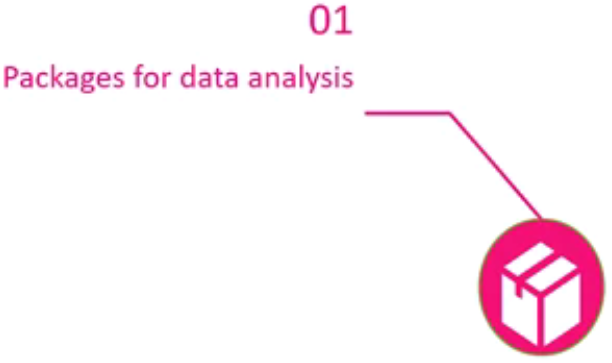 01
Packages for data analysis